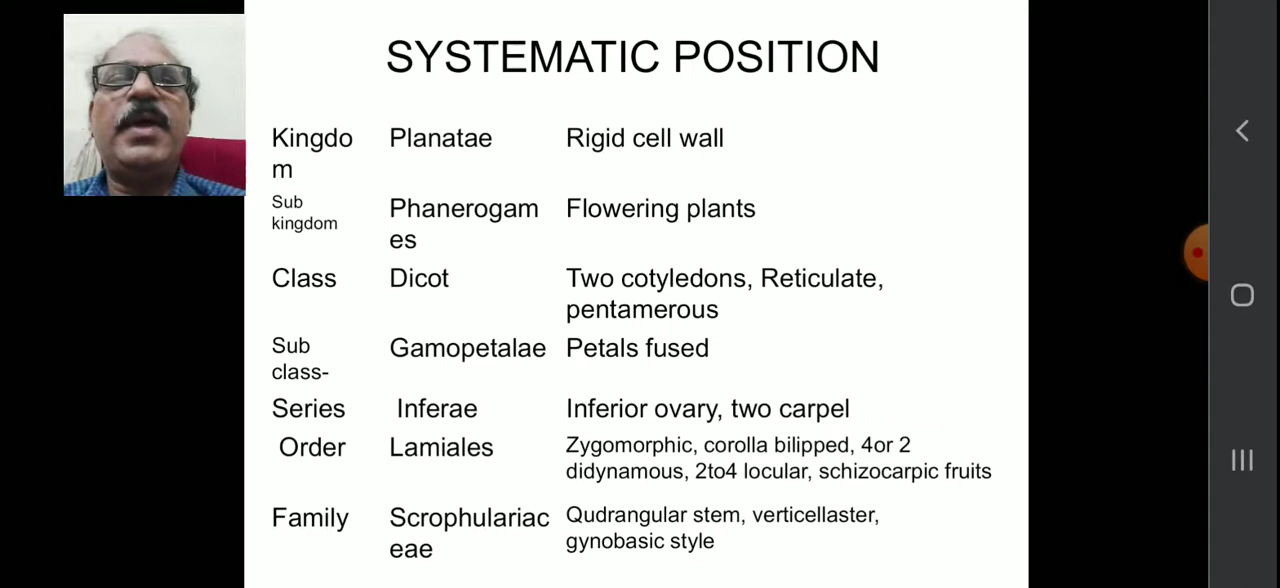 SYSTEMATIC POSITION
Kingdo
m
Planatae
Rigid cell wall
Sub
kingdom
Phanerogam
es
Flowering plants
Class
Dicot
Two cotyledons, Reticulate,
pentamerous
Sub
class-
Gamopetalae
Petals fused
Series
Inferae
Inferior ovary, two carpel
Order
Lamiales
Zygomorphic, corolla bilipped, 4or 2
didynamous, 2to4 locular, schizocarpic fruits
Family
Scrophulariac
eae
Qudrangular stem, verticellaster,
gynobasic style